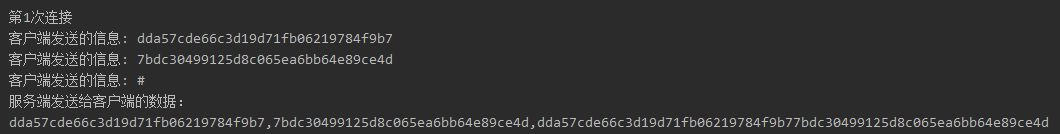 第1次连接
客户端发送的信息: dda57cde66c3d19d71fb06219784f9b7
客户端发送的信息: 7bdc30499125d8c065ea6bb64e89ce4d
客户端发送的信息: #
服务端发送给客户端的数据:
dda57cde66c3d19d71fb06219784f9b7,7bdc30499125d8c065ea6bb64e89ce4d,dda57cde66c3d19d71fb06219784f9b77bdc30499125d8c065ea6bb64e89ce4d